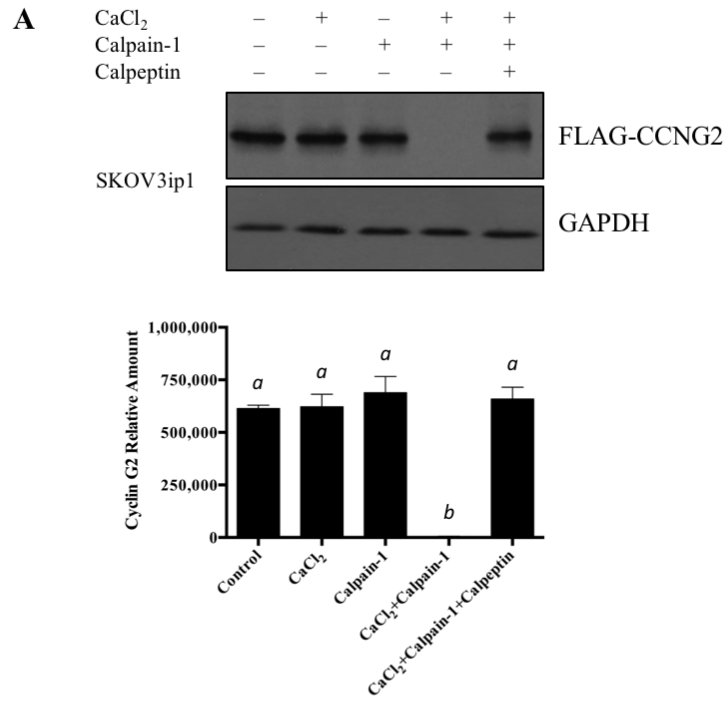 A
CaCl₂ – + – + +
Calpain-1 – – + + +
Calpeptin – – – – +
FLAG-CCNG2
SKOV3ip1
GAPDH
Cyclin G2 Relative Amount
1,000,000
750,000
500,000
250,000
0
a
a
a
b
a
Control
CaCl₂
Calpain-1
CaCl₂+Calpain-1
CaCl₂+Calpain-1+Calpeptin